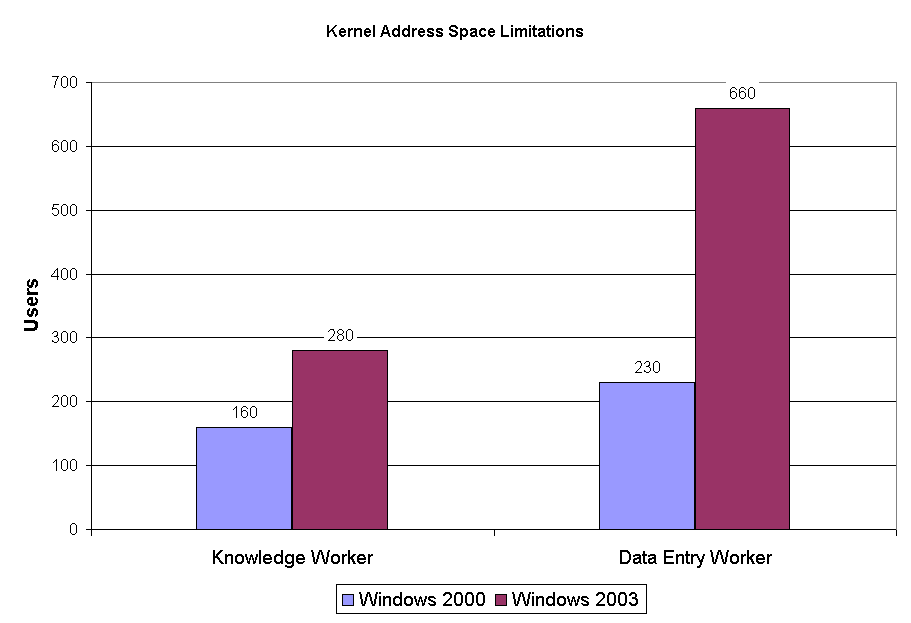 Kernel Address Space Limitations
700
660
600
500
400
Users
300
280
230
200
160
100
0
Knowledge Worker
Data Entry Worker
Windows 2000 Windows 2003